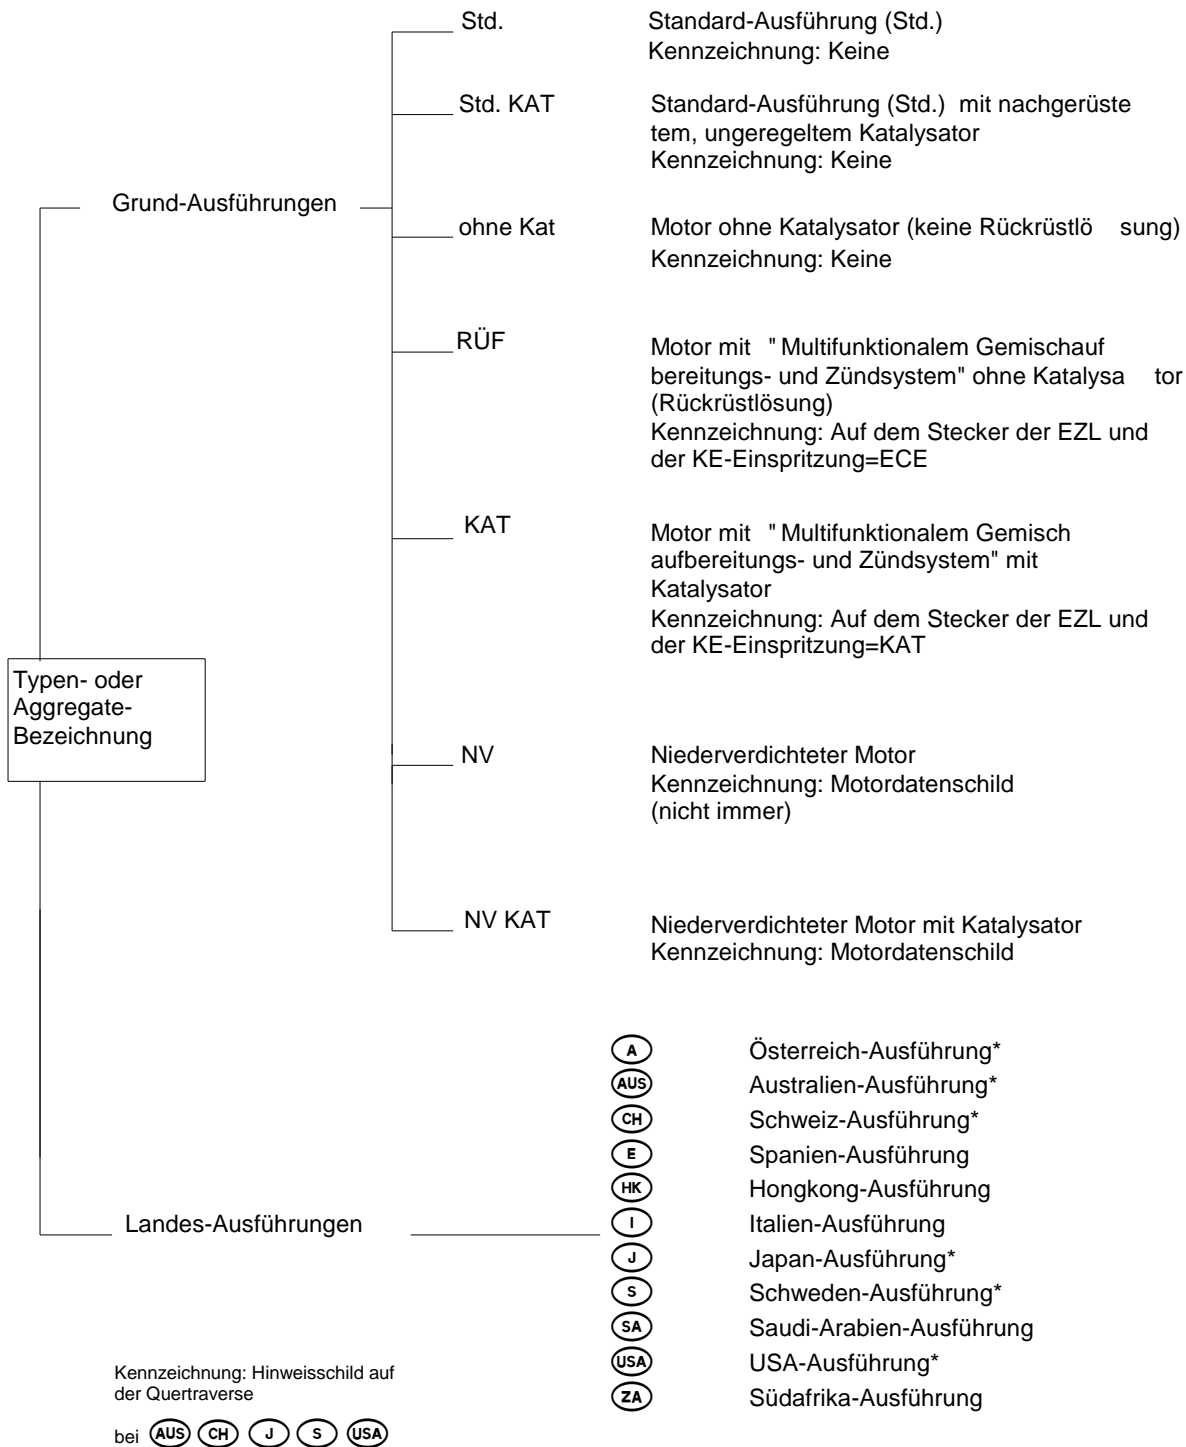 Std. Standard-Ausführung (Std.)
Kennzeichnung: Keine
Std. KAT Standard-Ausführung (Std.) mit nachgerüste
tem, ungeregeltem Katalysator
Kennzeichnung: Keine
Grund-Ausführungen
ohne Kat Motor ohne Katalysator (keine Rückrüstlö sung)
Kennzeichnung: Keine
RÜF Motor mit " Multifunktionalem Gemischauf
bereitungs- und Zündsystem" ohne Katalysa tor
(Rückrüstlösung)
Kennzeichnung: Auf dem Stecker der EZL und
der KE-Einspritzung=ECE
KAT Motor mit " Multifunktionalem Gemisch
aufbereitungs- und Zündsystem" mit
Katalysator
Kennzeichnung: Auf dem Stecker der EZL und
der KE-Einspritzung=KAT
Typen- oder
Aggregate-
Bezeichnung
NV Niederverdichteter Motor
Kennzeichnung: Motordatenschild
(nicht immer)
NV KAT Niederverdichteter Motor mit Katalysator
Kennzeichnung: Motordatenschild
A Österreich-Ausführung*
AUS Australien-Ausführung*
CH Schweiz-Ausführung*
E Spanien-Ausführung
HK Hongkong-Ausführung
Landes-Ausführungen
I Italien-Ausführung
J Japan-Ausführung*
S Schweden-Ausführung*
SA Saudi-Arabien-Ausführung
USA USA-Ausführung*
ZA Südafrika-Ausführung
Kennzeichnung: Hinweisschild auf
der Quertraverse
bei AUS CH J S USA